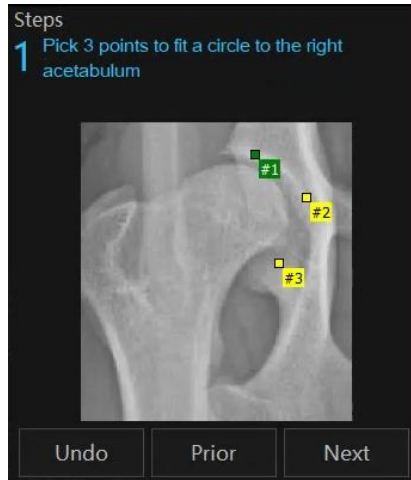 Steps
1 Pick 3 points to fit a circle to the right
acetabulum
#1
#2
#3
Undo Prior Next